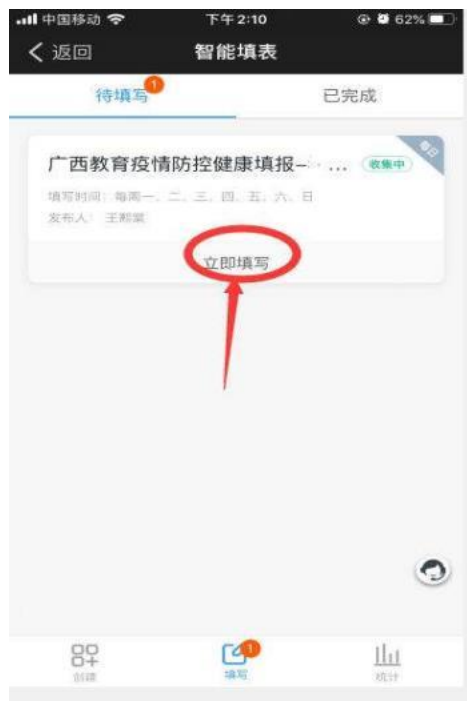 中国移动 下午2:10 62%
返回 智能填表
待填写 1 已完成
广西教育疫情防控健康填报– · ... 收集中 每日
填写时间：每周一、二、三、四、五、六、日
发布人：王
立即填写
创建 填写 1 统计